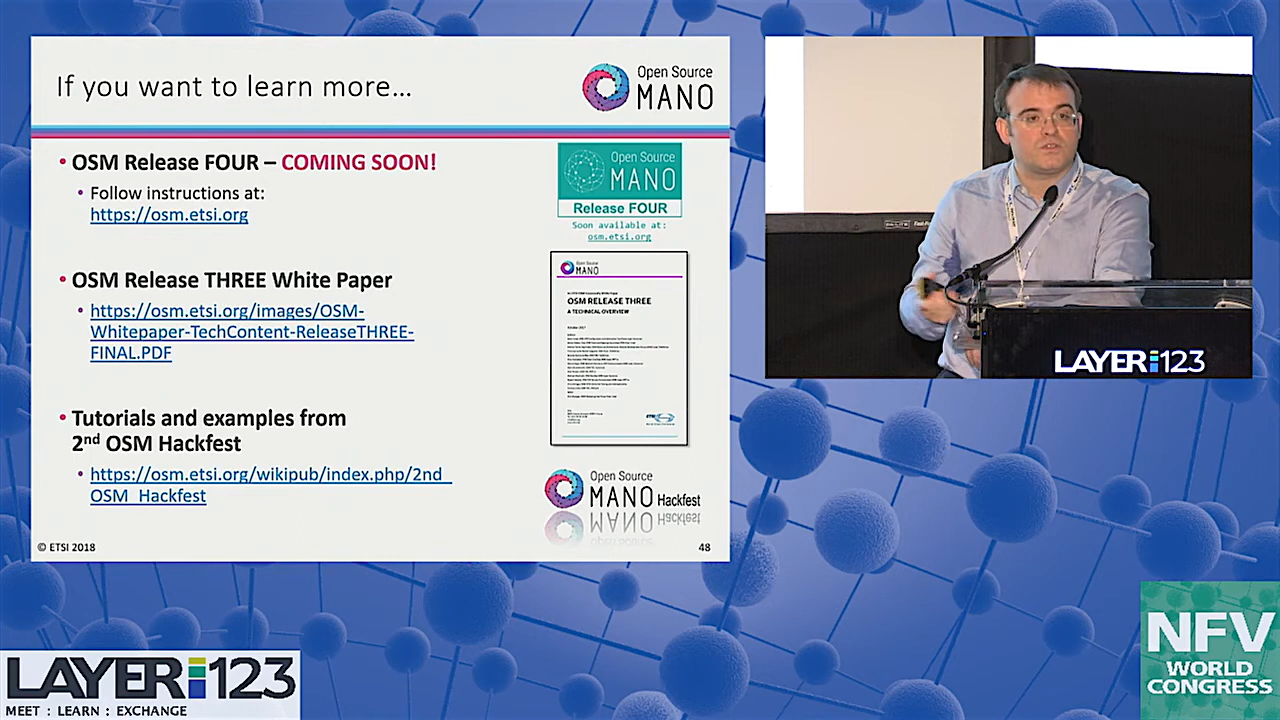 If you want to learn more...
Open Source
MANO
• OSM Release FOUR – COMING SOON!
• Follow instructions at:
https://osm.etsi.org
Open Source
MANO
Release FOUR
Soon available at:
osm.etsi.org
• OSM Release THREE White Paper
• https://osm.etsi.org/images/OSM-
Whitepaper-TechContent-ReleaseTHREE-
FINAL.PDF
Open Source
MANO
OSM RELEASE THREE
A TECHNICAL OVERVIEW
• Tutorials and examples from
2nd OSM Hackfest
• https://osm.etsi.org/wikipub/index.php/2nd_
OSM_Hackfest
Open Source
MANO Hackfest
© ETSI 2018
48
LAYER123
LAYER123
MEET : LEARN : EXCHANGE
NFV
WORLD
CONGRESS